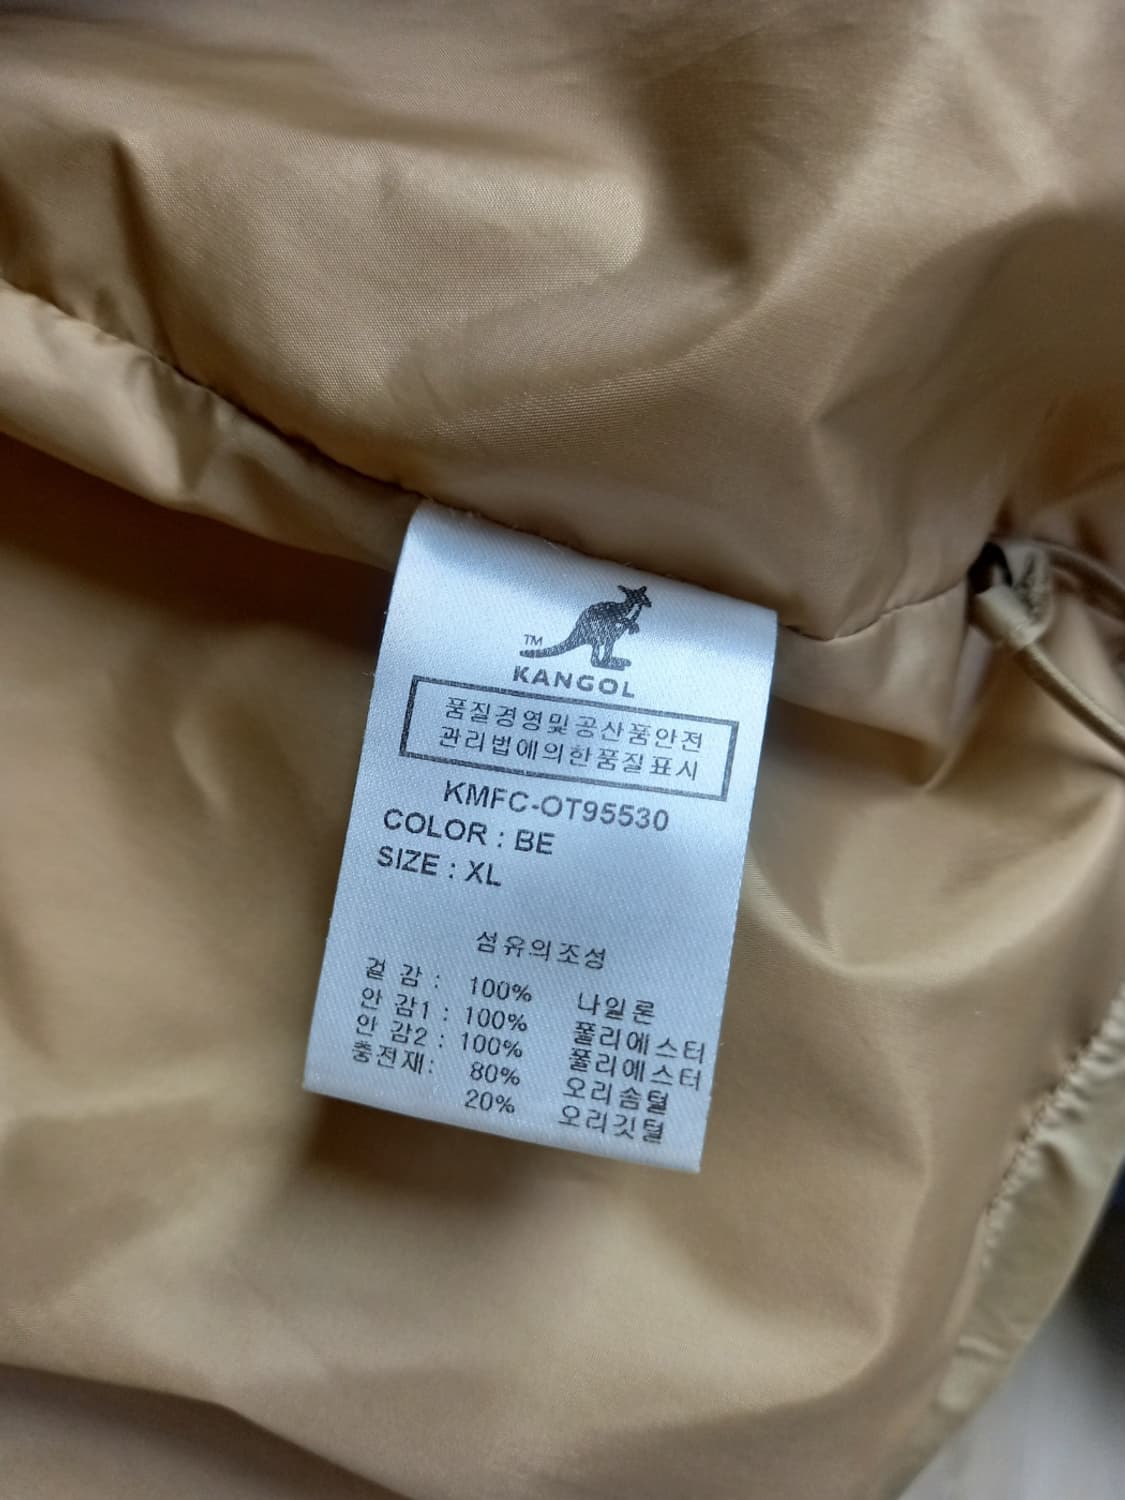 TM
KANGOL
품질경영및공산품안전
관리법에의한품질표시
KMFC-OT95530
COLOR : BE
SIZE : XL
섬유의조성
겉 감 : 100% 나일론
안 감1 : 100% 폴리에스터
안 감2 : 100% 폴리에스터
충전재: 80% 오리솜털
20% 오리깃털